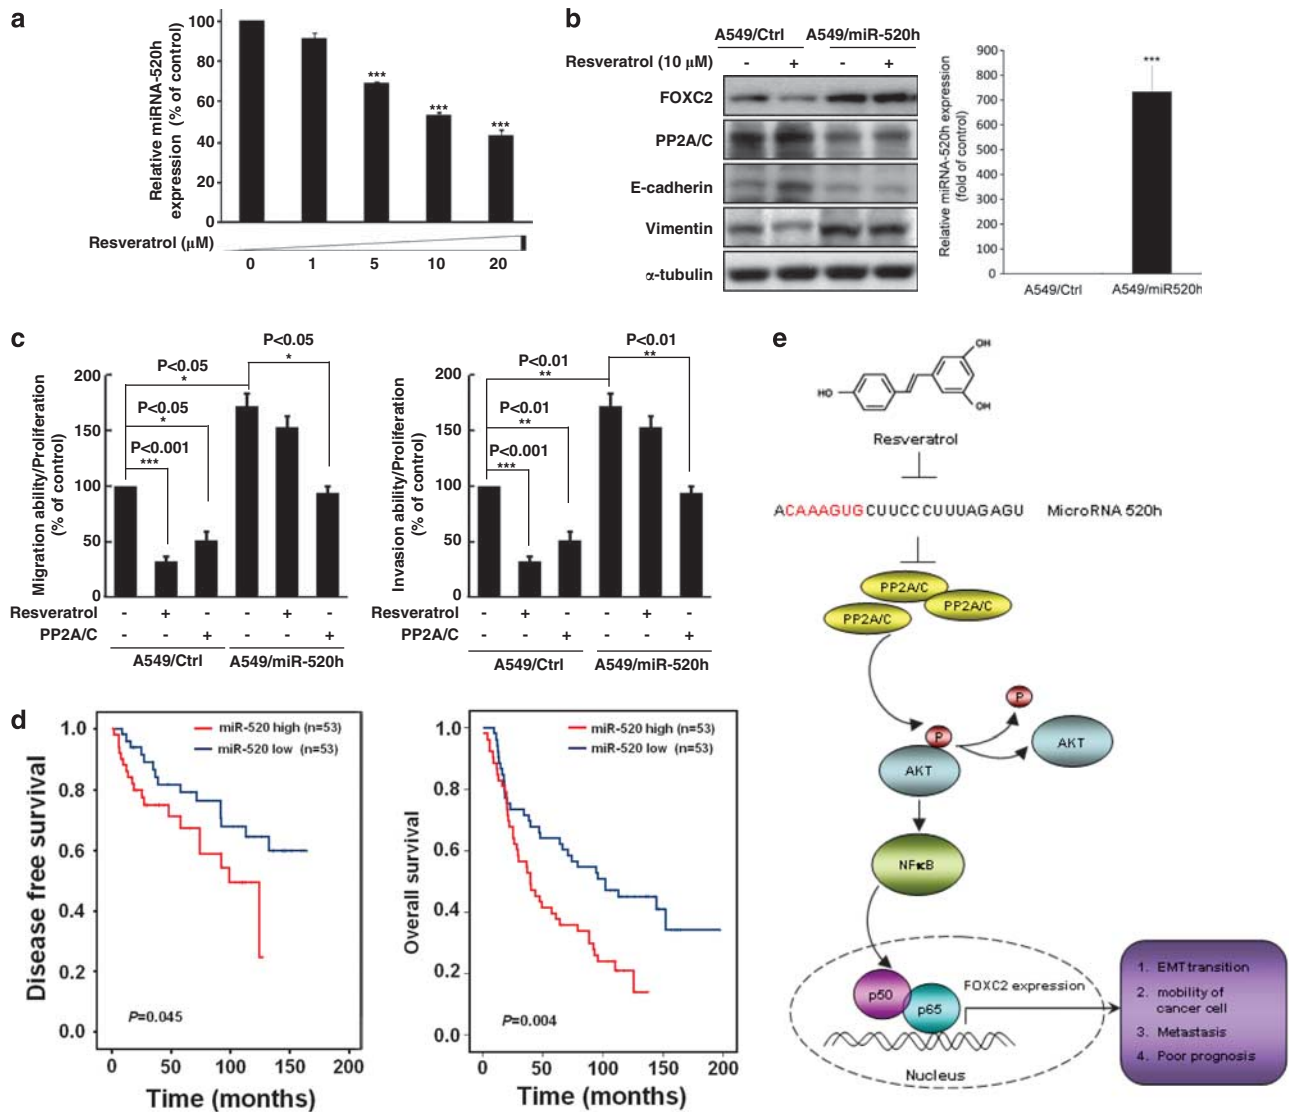 a
Relative miRNA-520h
expression (% of control)
100
80
60
40
20
0
***
***
***
Resveratrol (μM)
0 1 5 10 20
b
A549/Ctrl A549/miR-520h
Resveratrol (10 μM) - + - +
FOXC2
PP2A/C
E-cadherin
Vimentin
α-tubulin
Relative miRNA-520h expression
(fold of control)
900
800
700
600
500
400
300
200
100
0
***
A549/Ctrl A549/miR520h
c
Migration ability/Proliferation
(% of control)
200
150
100
50
0
P<0.05
*
P<0.05
*
P<0.05
*
P<0.001
***
Resveratrol - + - - + -
PP2A/C - - + - - +
A549/Ctrl A549/miR-520h
Invasion ability/Proliferation
(% of control)
200
150
100
50
0
P<0.01
**
P<0.01
**
P<0.01
**
P<0.001
***
Resveratrol - + - - + -
PP2A/C - - + - - +
A549/Ctrl A549/miR-520h
d
Disease free survival
1.0
0.8
0.6
0.4
0.2
0.0
miR-520 high (n=53)
miR-520 low (n=53)
P=0.045
0 50 100 150 200
Time (months)
Overall survival
1.0
0.8
0.6
0.4
0.2
0.0
miR-520 high (n=53)
miR-520 low (n=53)
P=0.004
0 50 100 150 200
Time (months)
e
OH
HO
OH
Resveratrol
ACAAAGUGCUUCCCUUUAGAGU MicroRNA 520h
PP2A/C
PP2A/C
PP2A/C
P
P
AKT
AKT
NFκB
p50
p65
FOXC2 expression
Nucleus
1. EMT transition
2. mobility of
cancer cell
3. Metastasis
4. Poor prognosis